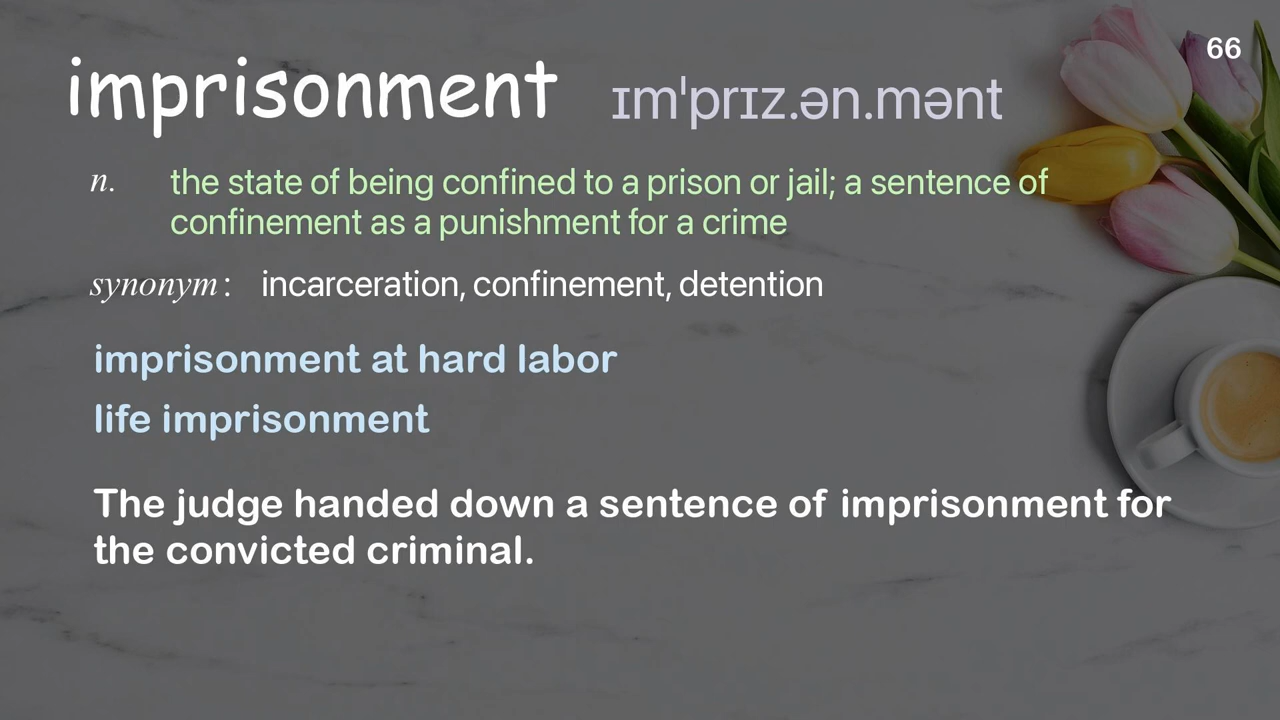 66
imprisonment ɪmˈprɪz.ən.mənt
n. the state of being confined to a prison or jail; a sentence of
confinement as a punishment for a crime
synonym : incarceration, confinement, detention
imprisonment at hard labor
life imprisonment
The judge handed down a sentence of imprisonment for
the convicted criminal.